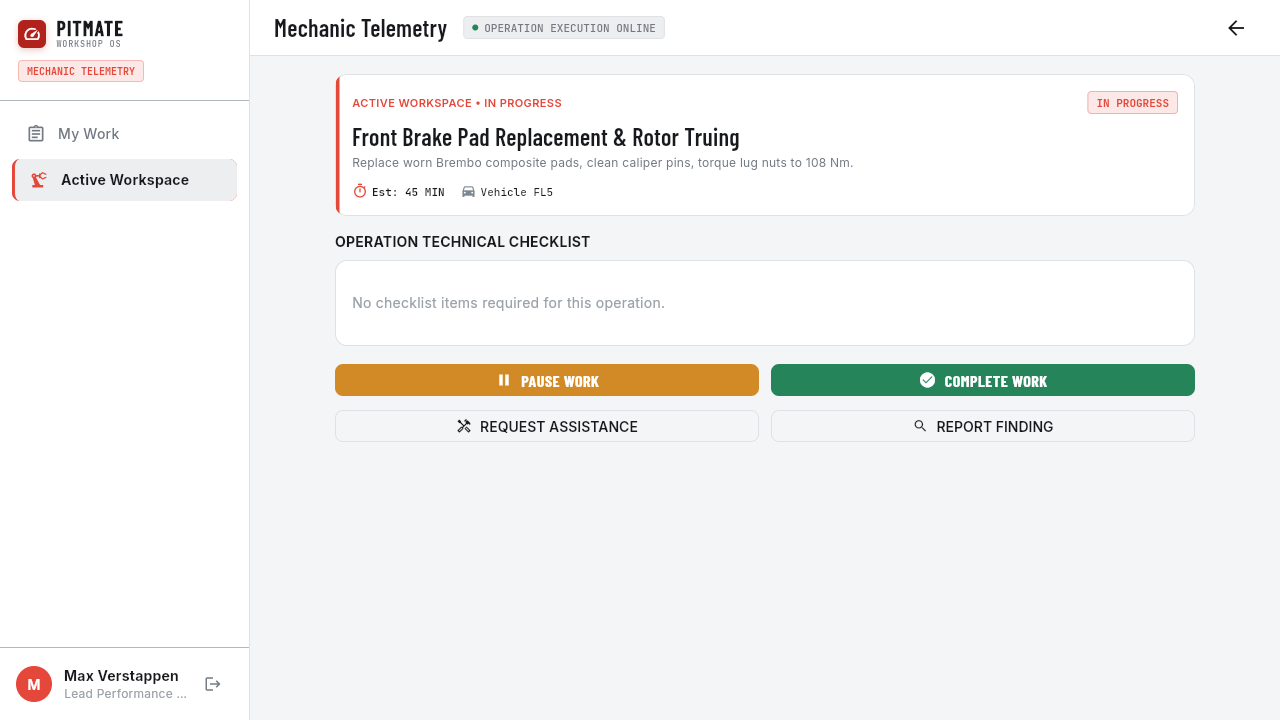 PITMATE
WORKSHOP OS
MECHANIC TELEMETRY
My Work
Active Workspace
Max Verstappen
Lead Performance ...
M
Mechanic Telemetry
OPERATION EXECUTION ONLINE
ACTIVE WORKSPACE • IN PROGRESS
IN PROGRESS
Front Brake Pad Replacement & Rotor Truing
Replace worn Brembo composite pads, clean caliper pins, torque lug nuts to 108 Nm.
Est: 45 MIN
Vehicle FL5
OPERATION TECHNICAL CHECKLIST
No checklist items required for this operation.
PAUSE WORK
COMPLETE WORK
REQUEST ASSISTANCE
REPORT FINDING